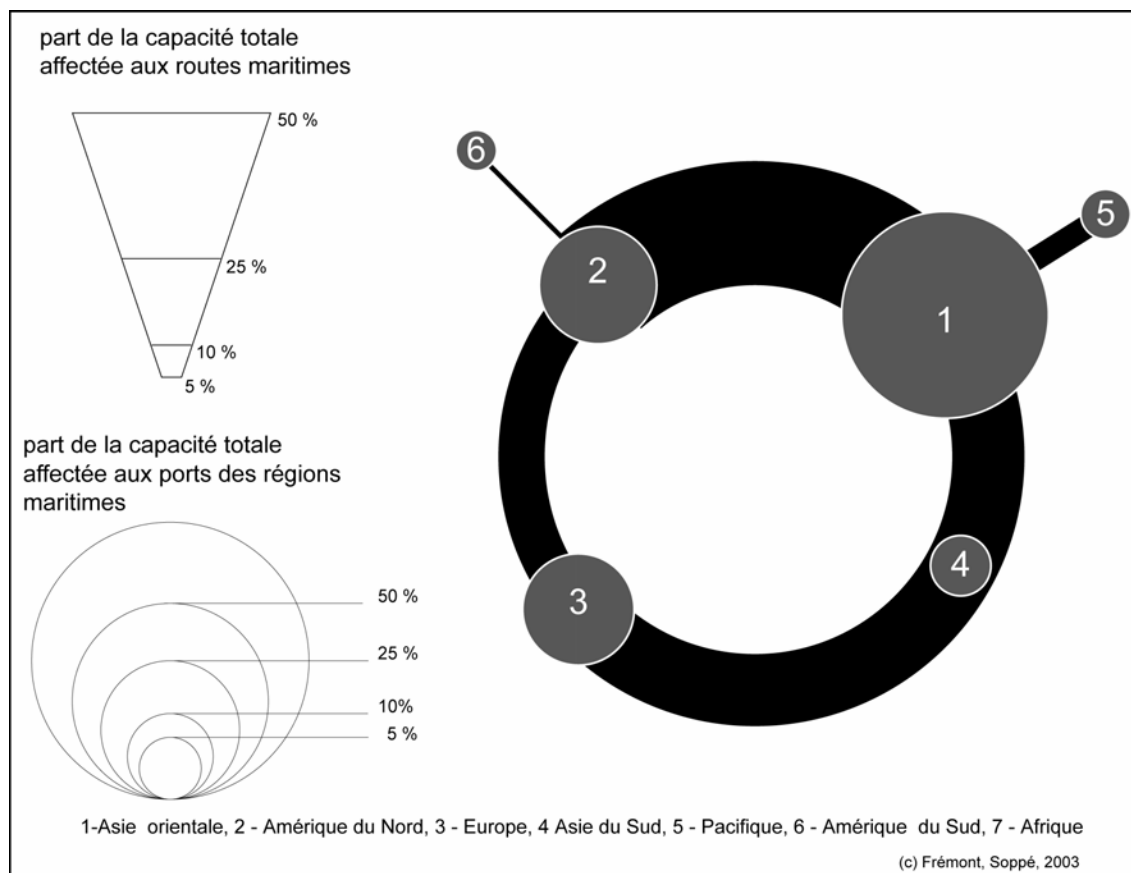 part de la capacité totale
affectée aux routes maritimes
50 %
25 %
10 %
5 %
part de la capacité totale
affectée aux ports des régions
maritimes
50 %
25 %
10%
5 %
6
5
2
1
4
3
1-Asie orientale, 2 - Amérique du Nord, 3 - Europe, 4 Asie du Sud, 5 - Pacifique, 6 - Amérique du Sud, 7 - Afrique
(c) Frémont, Soppé, 2003